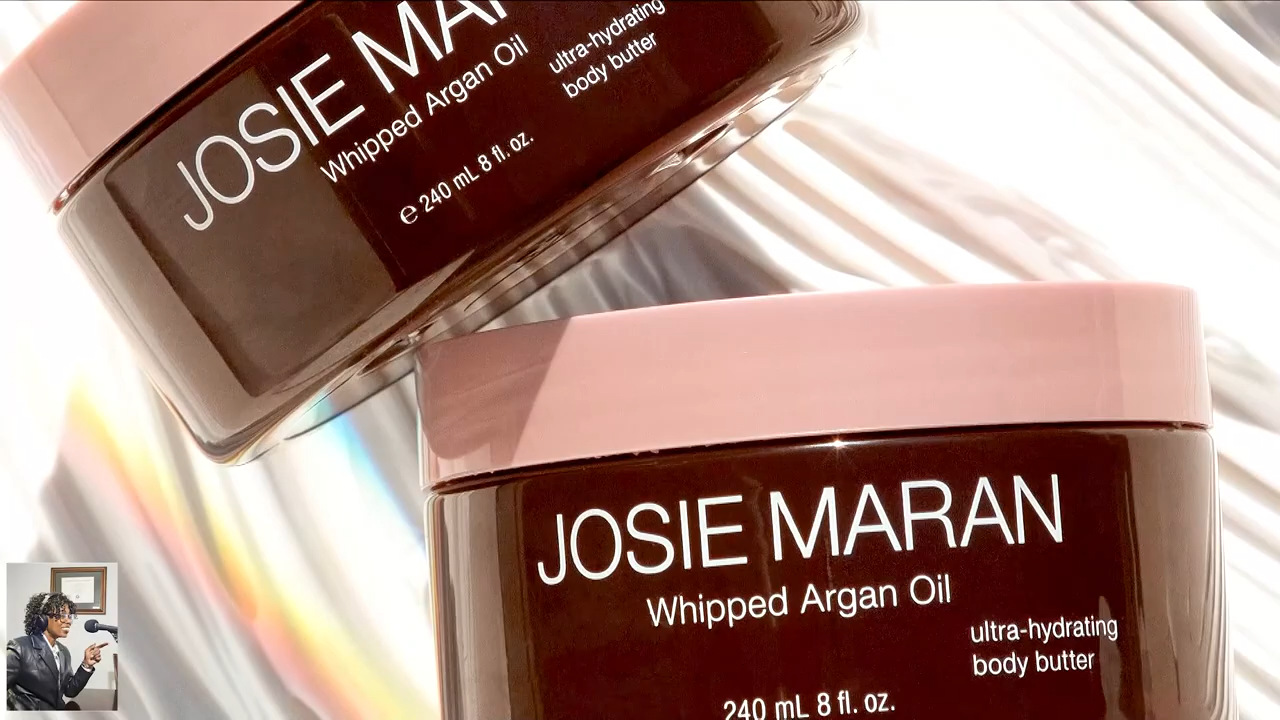 JOSIE MAR
Whipped Argan Oil
ultra-hydrating
body butter
e 240 mL 8 fl. oz.
JOSIE MARAN
Whipped Argan Oil
ultra-hydrating
body butter
240 mL 8 fl. oz.